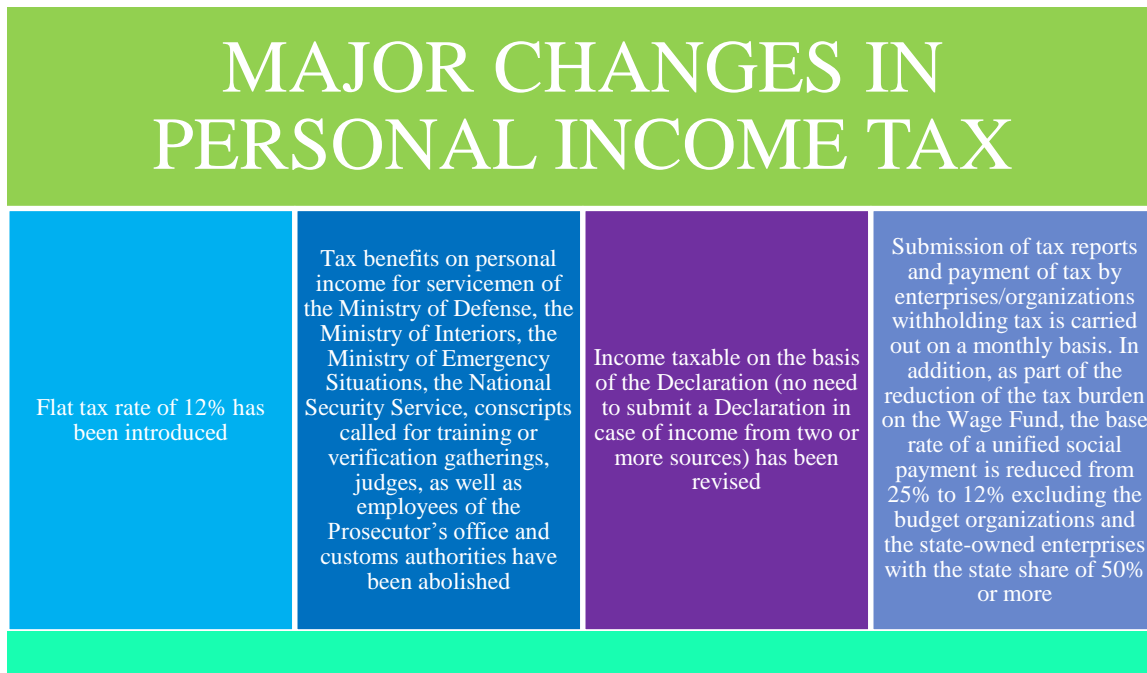 MAJOR CHANGES IN
PERSONAL INCOME TAX
Flat tax rate of 12% has
been introduced
Tax benefits on personal
income for servicemen of
the Ministry of Defense, the
Ministry of Interiors, the
Ministry of Emergency
Situations, the National
Security Service, conscripts
called for training or
verification gatherings,
judges, as well as
employees of the
Prosecutor’s office and
customs authorities have
been abolished
Income taxable on the basis
of the Declaration (no need
to submit a Declaration in
case of income from two or
more sources) has been
revised
Submission of tax reports
and payment of tax by
enterprises/organizations
withholding tax is carried
out on a monthly basis. In
addition, as part of the
reduction of the tax burden
on the Wage Fund, the base
rate of a unified social
payment is reduced from
25% to 12% excluding the
budget organizations and
the state-owned enterprises
with the state share of 50%
or more